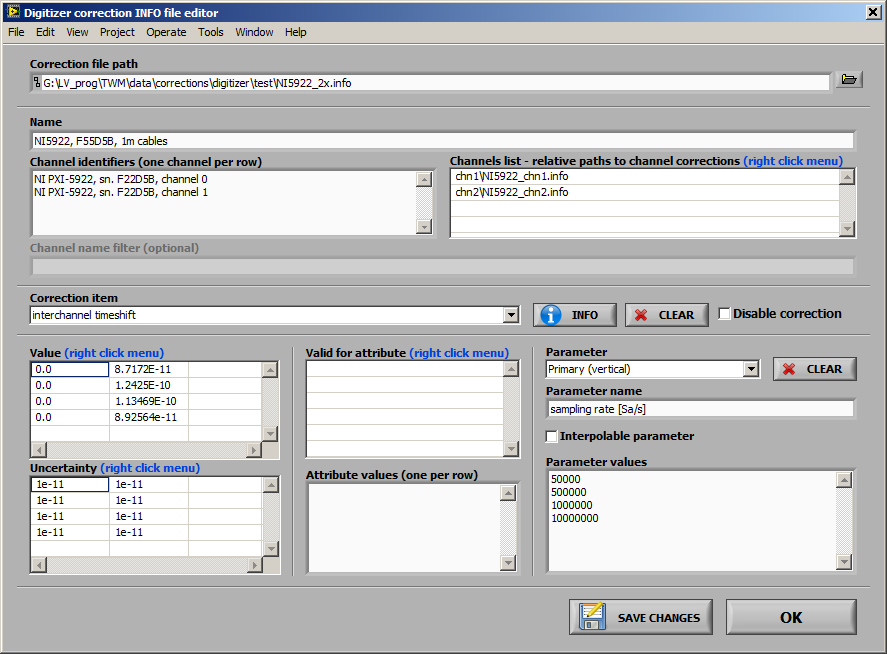 Digitizer correction INFO file editor
File Edit View Project Operate Tools Window Help
Correction file path
G:\LV_prog\TWM\data\corrections\digitizer\test\NI5922_2x.info
Name
NI5922, F55D5B, 1m cables
Channel identifiers (one channel per row)
NI PXI-5922, sn. F22D5B, channel 0
NI PXI-5922, sn. F22D5B, channel 1
Channels list - relative paths to channel corrections (right click menu)
chn1\NI5922_chn1.info
chn2\NI5922_chn2.info
Channel name filter (optional)
Correction item
interchannel timeshift
INFO
CLEAR
Disable correction
Value (right click menu)
0.0 8.7172E-11
0.0 1.2425E-10
0.0 1.13469E-10
0.0 8.92564e-11
Uncertainty (right click menu)
1e-11 1e-11
1e-11 1e-11
1e-11 1e-11
1e-11 1e-11
Valid for attribute (right click menu)
Attribute values (one per row)
Parameter
Primary (vertical)
CLEAR
Parameter name
sampling rate [Sa/s]
Interpolable parameter
Parameter values
50000
500000
1000000
10000000
SAVE CHANGES
OK